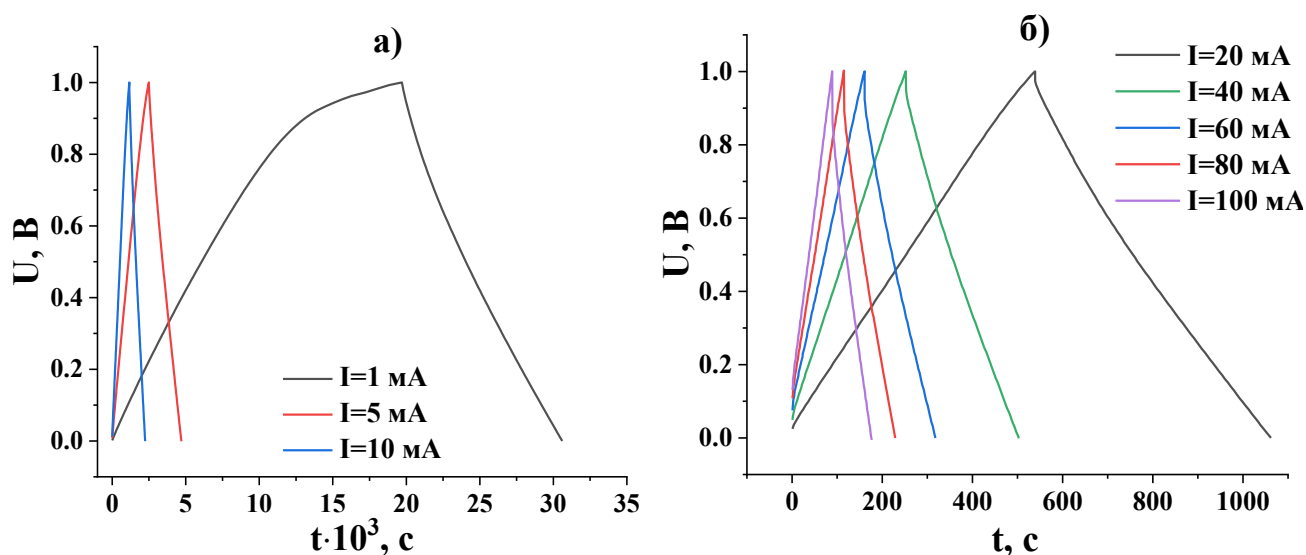 а)
U, В
1.0
0.8
0.6
0.4
0.2
0.0
I=1 мА
I=5 мА
I=10 мА
0 5 10 15 20 25 30 35
t·10³, с
б)
U, В
1.0
0.8
0.6
0.4
0.2
0.0
I=20 мА
I=40 мА
I=60 мА
I=80 мА
I=100 мА
0 200 400 600 800 1000
t, с